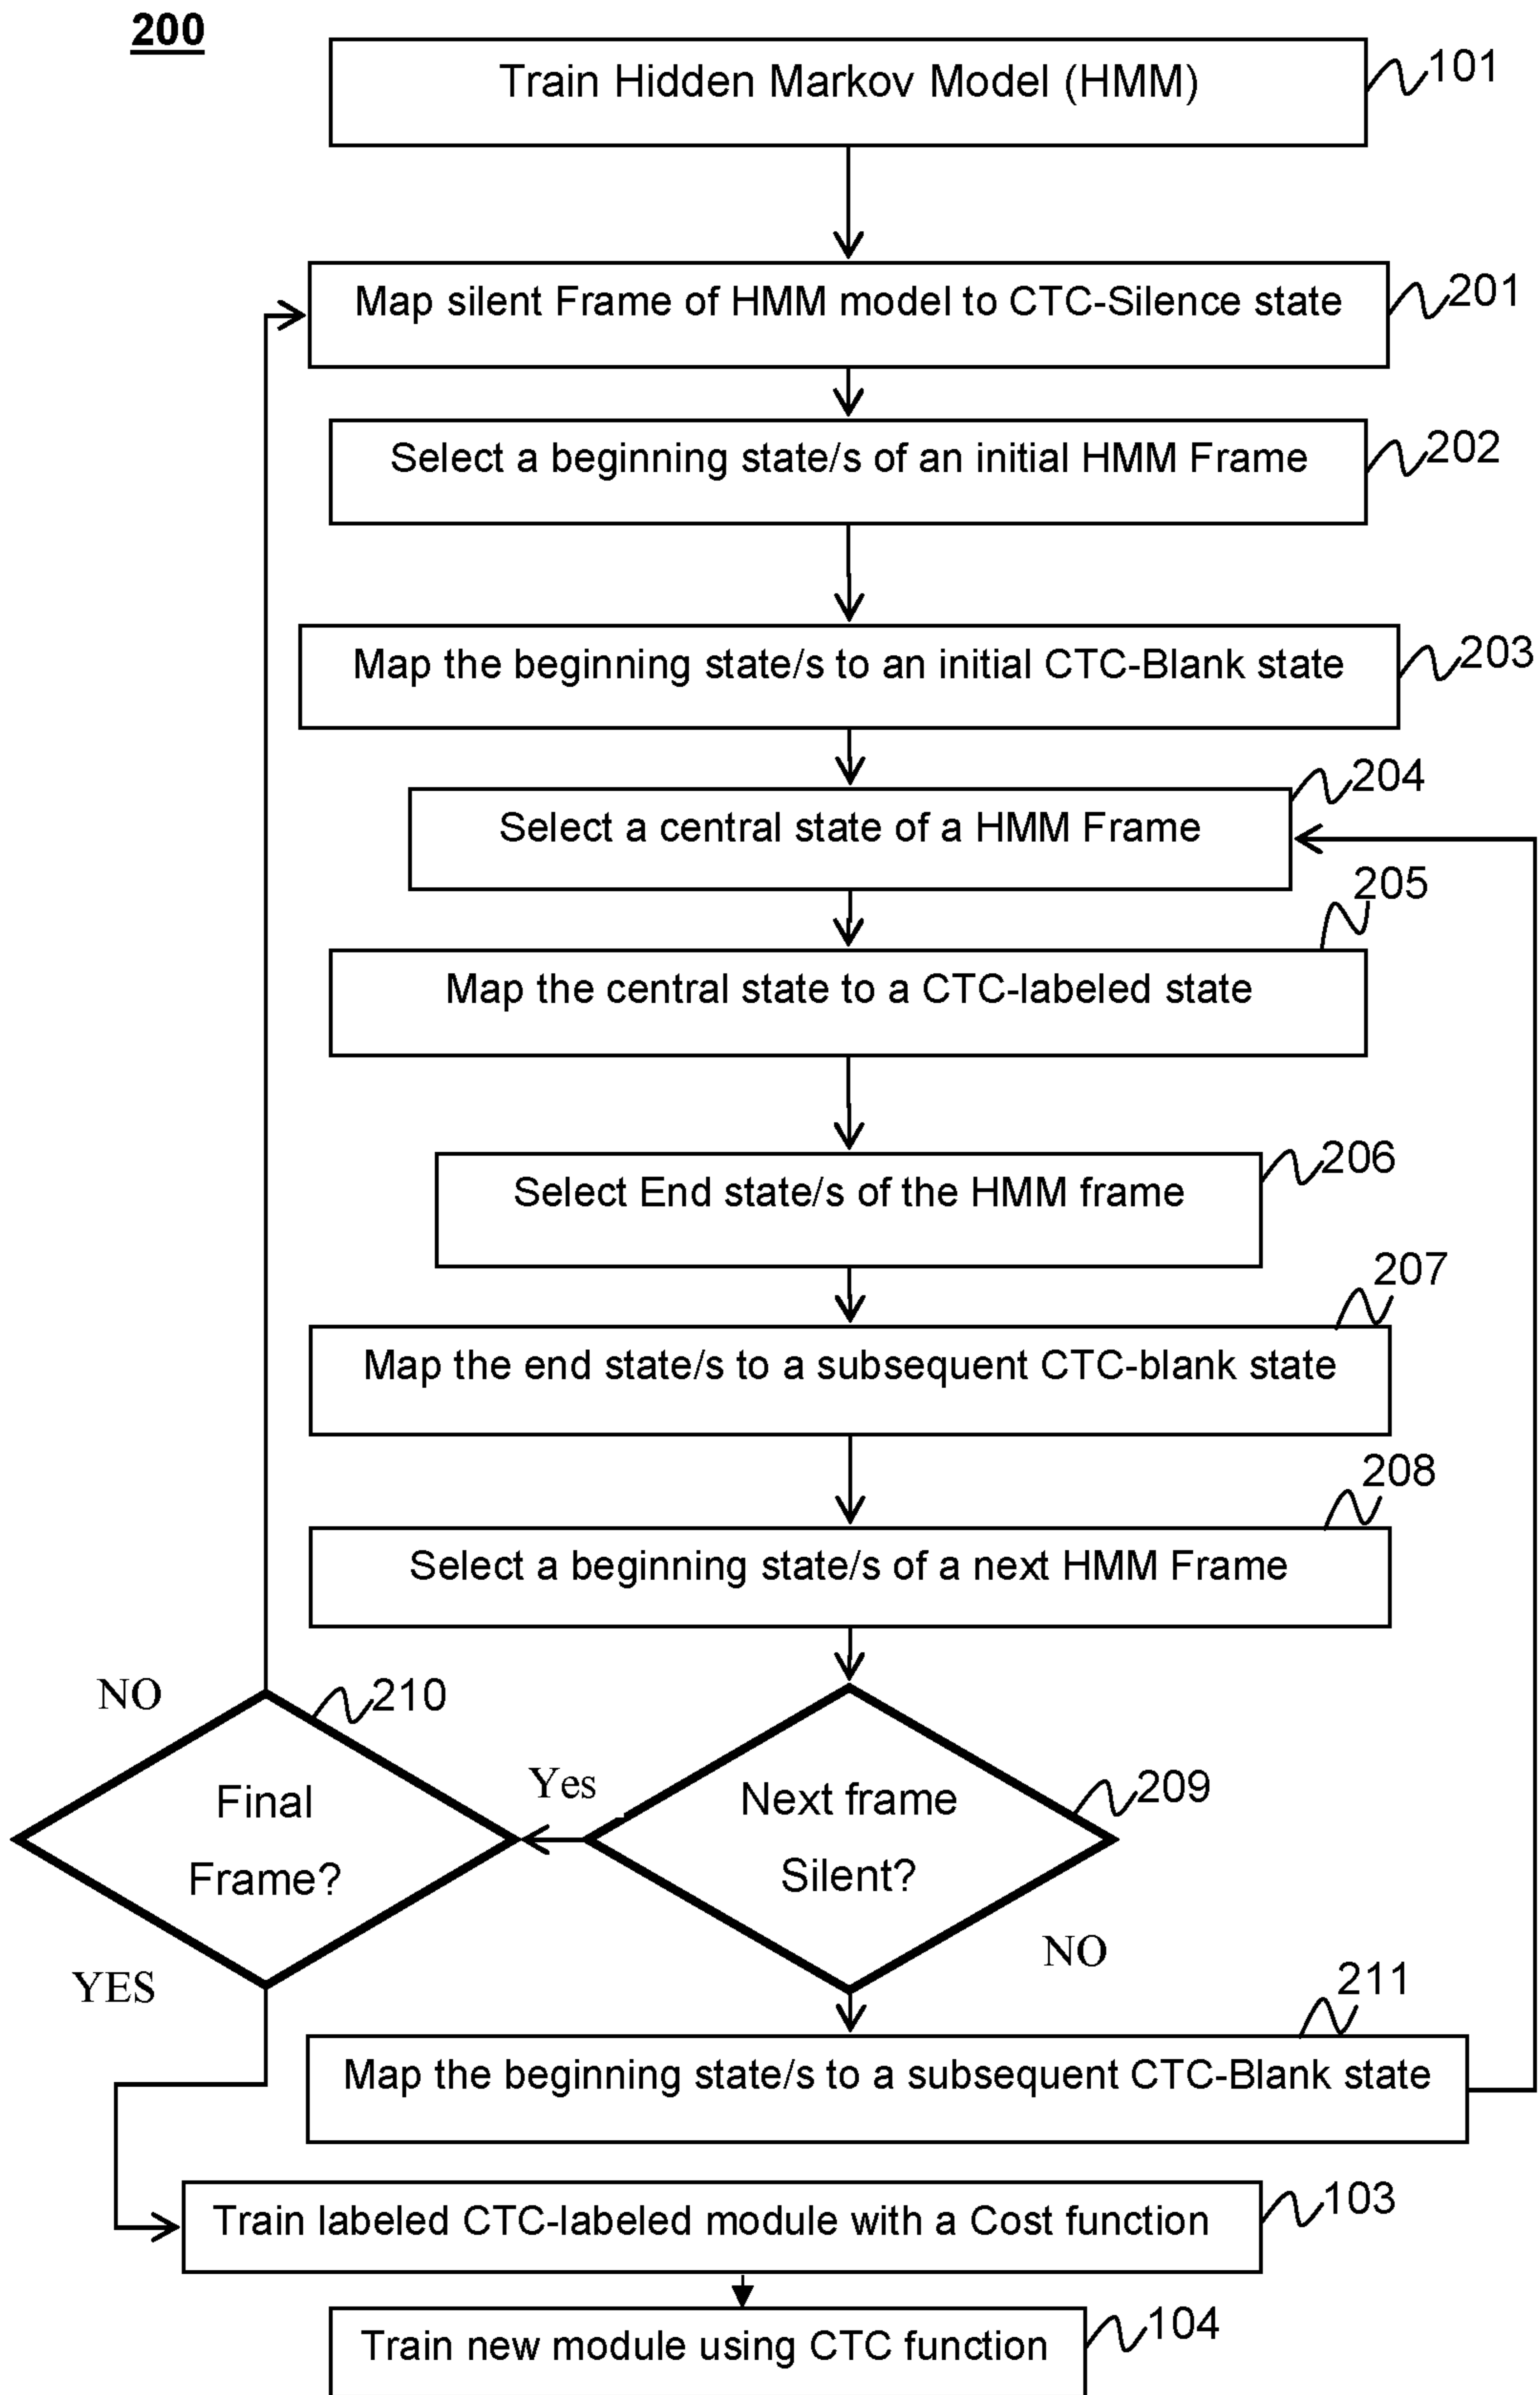 200
Train Hidden Markov Model (HMM)
101
Map silent Frame of HMM model to CTC-Silence state
201
Select a beginning state/s of an initial HMM Frame
202
Map the beginning state/s to an initial CTC-Blank state
203
204
Select a central state of a HMM Frame
205
Map the central state to a CTC-labeled state
206
Select End state/s of the HMM frame
207
Map the end state/s to a subsequent CTC-blank state
208
Select a beginning state/s of a next HMM Frame
NO
210
Final
Frame?
Yes
Next frame
Silent?
209
YES
NO
211
Map the beginning state/s to a subsequent CTC-Blank state
Train labeled CTC-labeled module with a Cost function
103
Train new module using CTC function
104